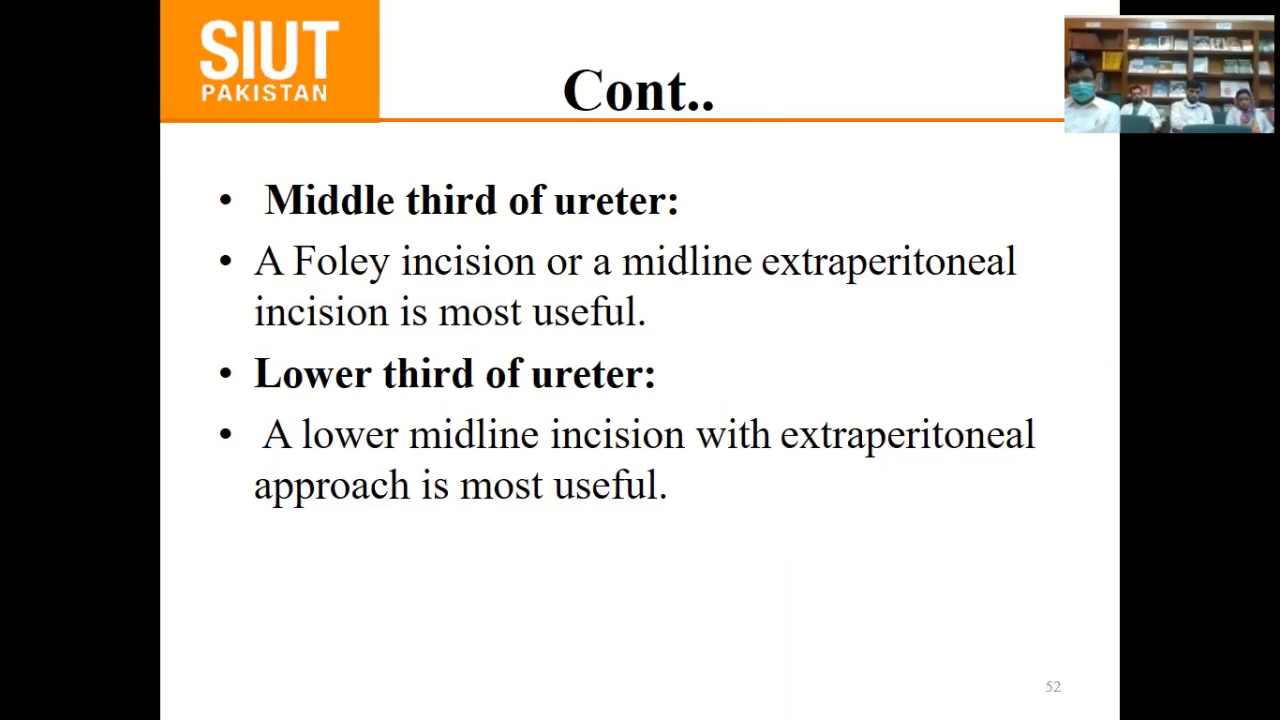 SIUT
PAKISTAN
Cont..
• Middle third of ureter:
• A Foley incision or a midline extraperitoneal
incision is most useful.
• Lower third of ureter:
• A lower midline incision with extraperitoneal
approach is most useful.
52